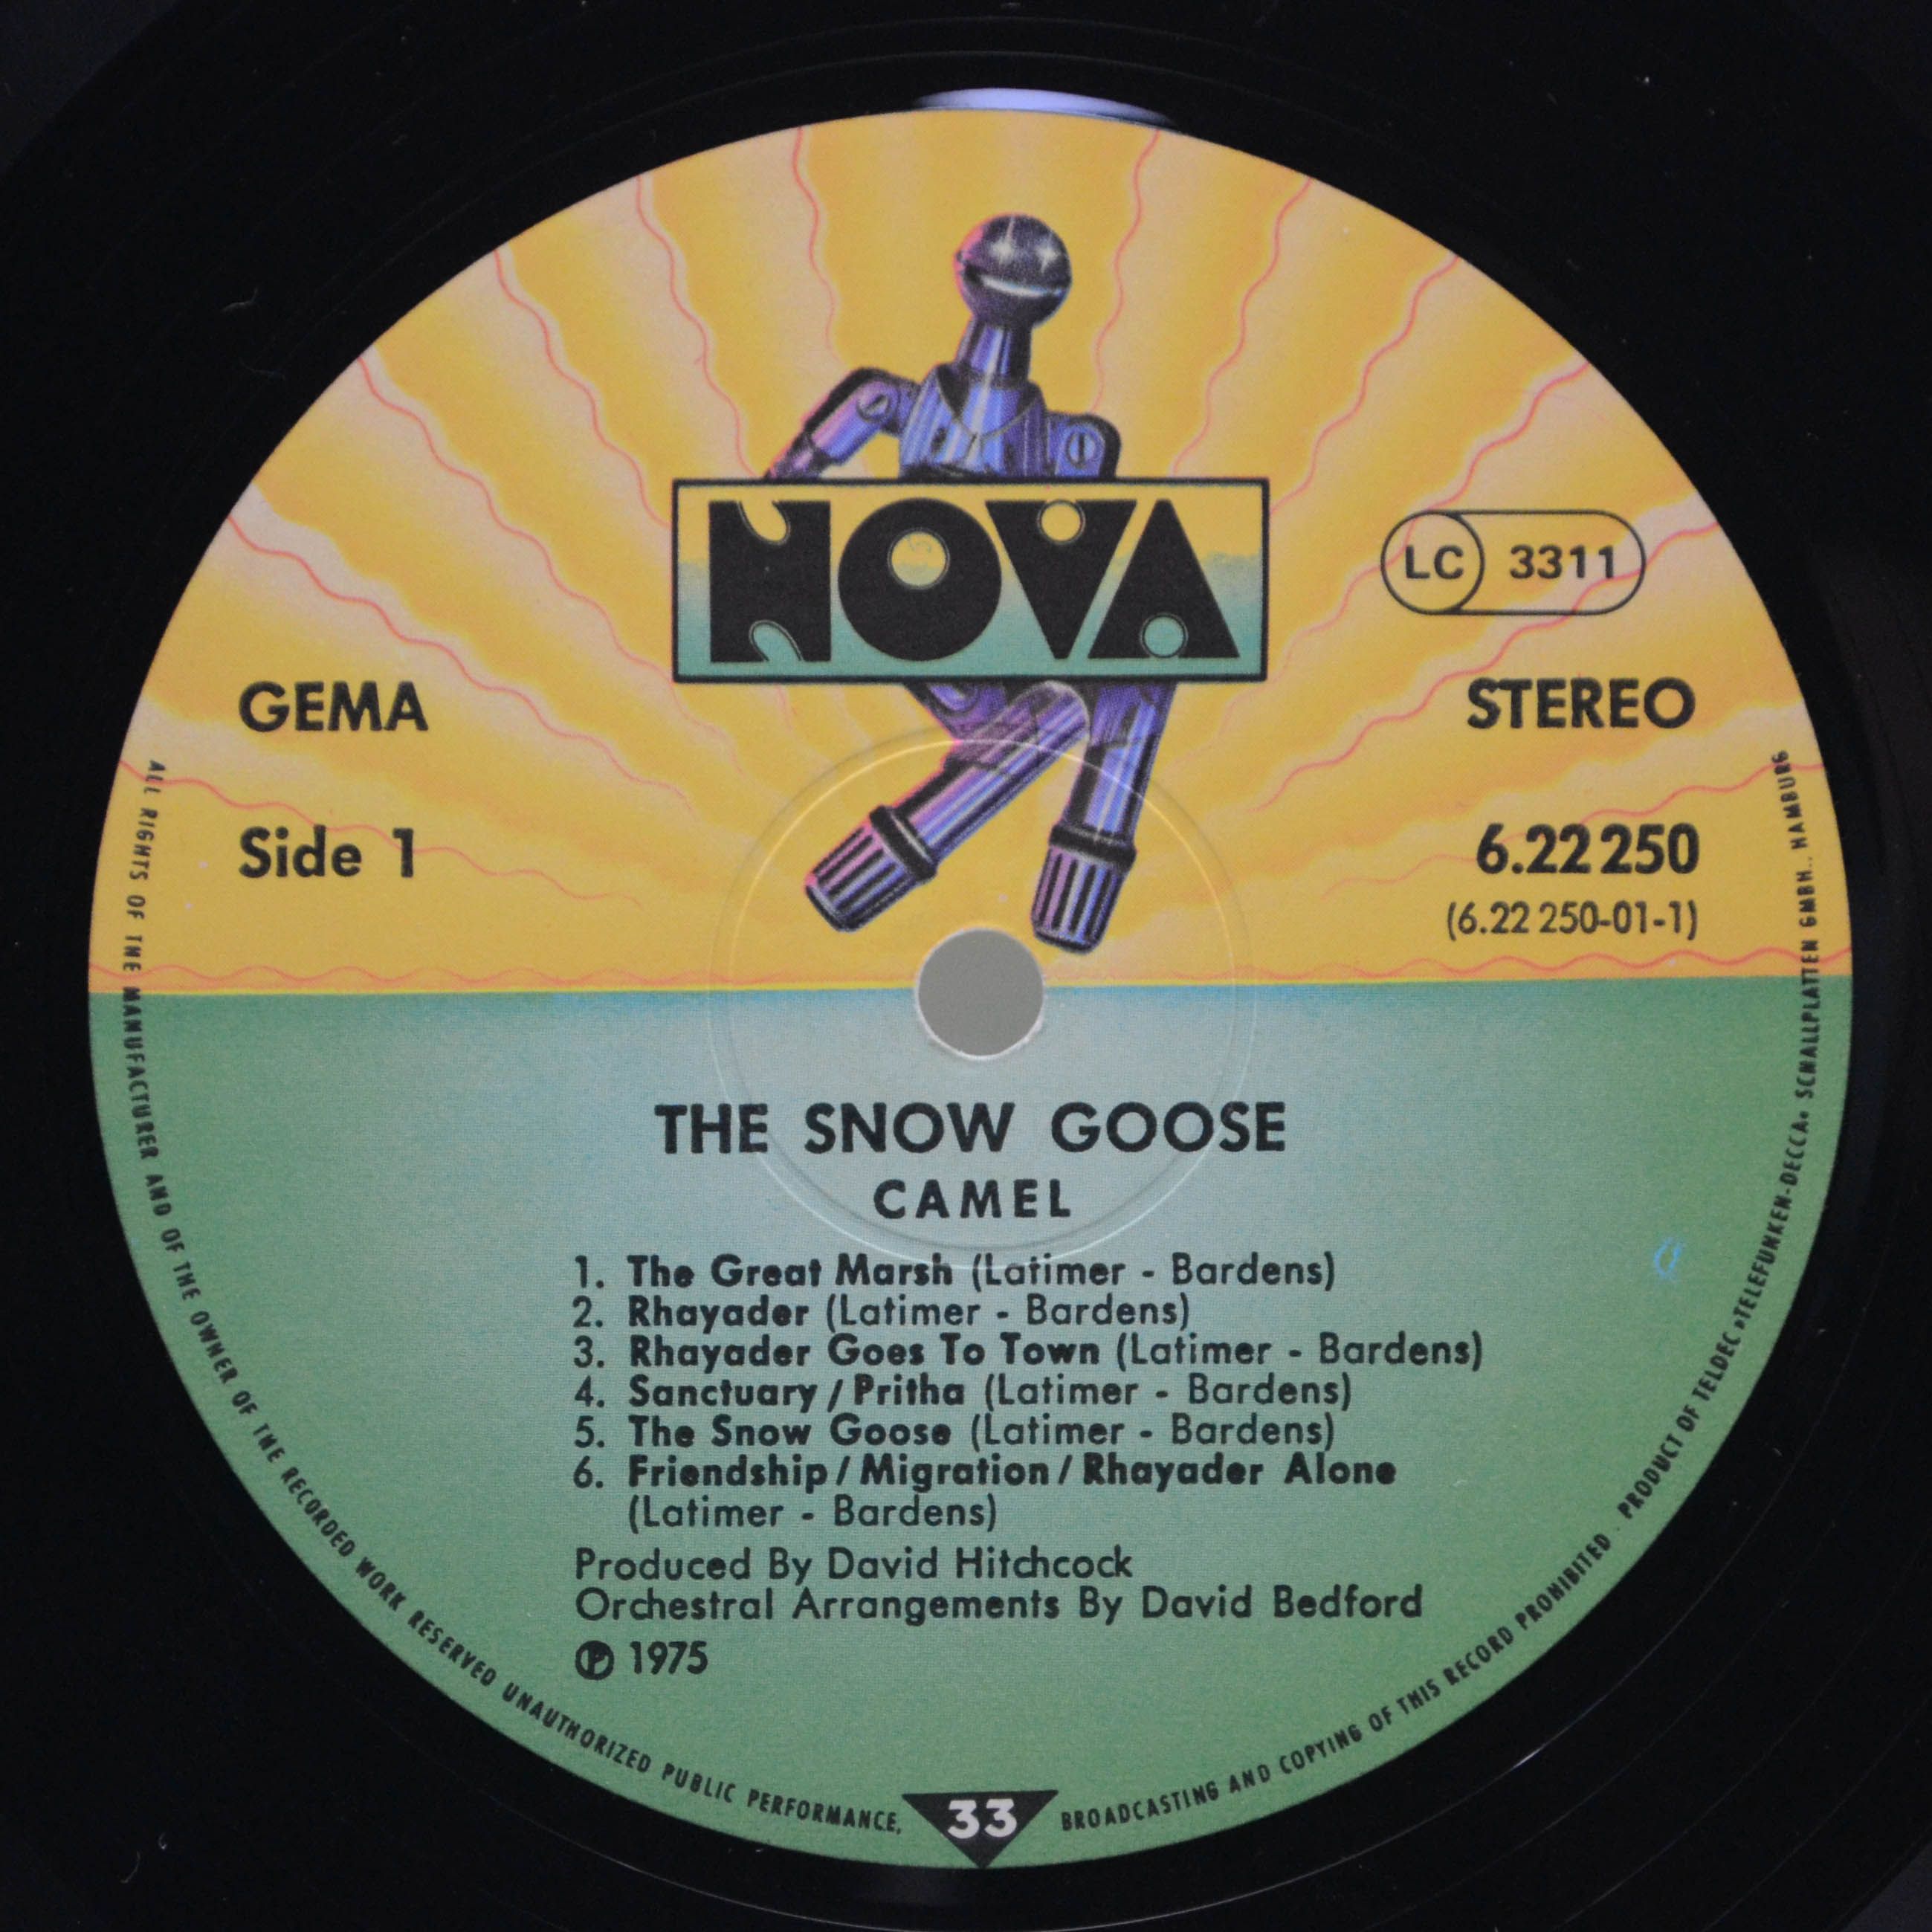 NOVA
LC 3311
GEMA
STEREO
Side 1
6.22 250
(6.22 250-01-1)
THE SNOW GOOSE
CAMEL
1. The Great Marsh (Latimer - Bardens)
2. Rhayader (Latimer - Bardens)
3. Rhayader Goes To Town (Latimer - Bardens)
4. Sanctuary / Pritha (Latimer - Bardens)
5. The Snow Goose (Latimer - Bardens)
6. Friendship / Migration / Rhayader Alone
(Latimer - Bardens)
Produced By David Hitchcock
Orchestral Arrangements By David Bedford
℗ 1975
ALL RIGHTS OF THE MANUFACTURER AND OF THE OWNER OF THE RECORDED WORK RESERVED UNAUTHORIZED PUBLIC PERFORMANCE, BROADCASTING AND COPYING OF THIS RECORD PROHIBITED . PRODUCT OF TELDEC »TELEFUNKEN-DECCA« SCHALLPLATTEN GMBH., HAMBURG
33